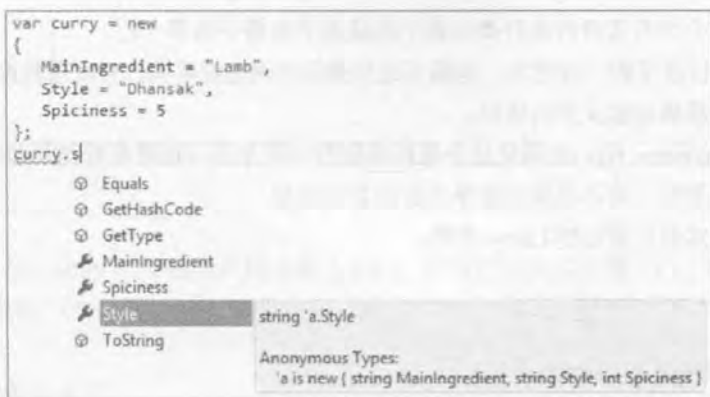 var curry = new
{
MainIngredient = "Lamb",
Style = "Dhansak",
Spiciness = 5
};
curry.s
Equals
GetHashCode
GetType
MainIngredient
Spiciness
Style
ToString
string 'a.Style
Anonymous Types:
'a is new { string MainIngredient, string Style, int Spiciness }